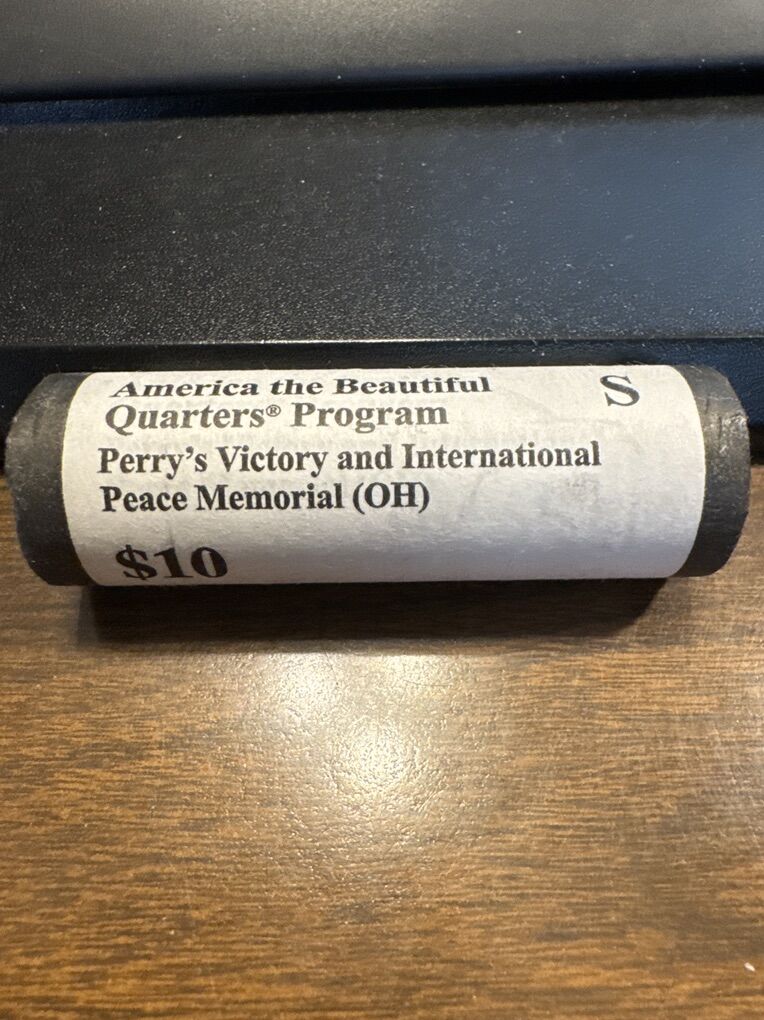 America the Beautiful
Quarters® Program
S
Perry's Victory and International
Peace Memorial (OH)
$10